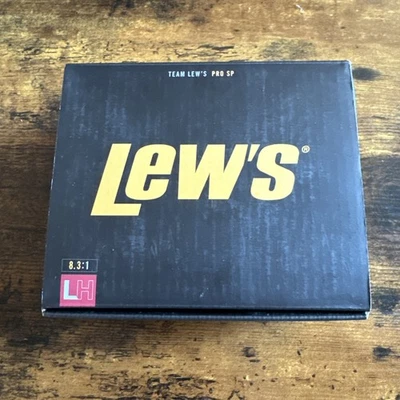 TEAM LEW'S PRO SP
LEW'S®
8.3:1
LH